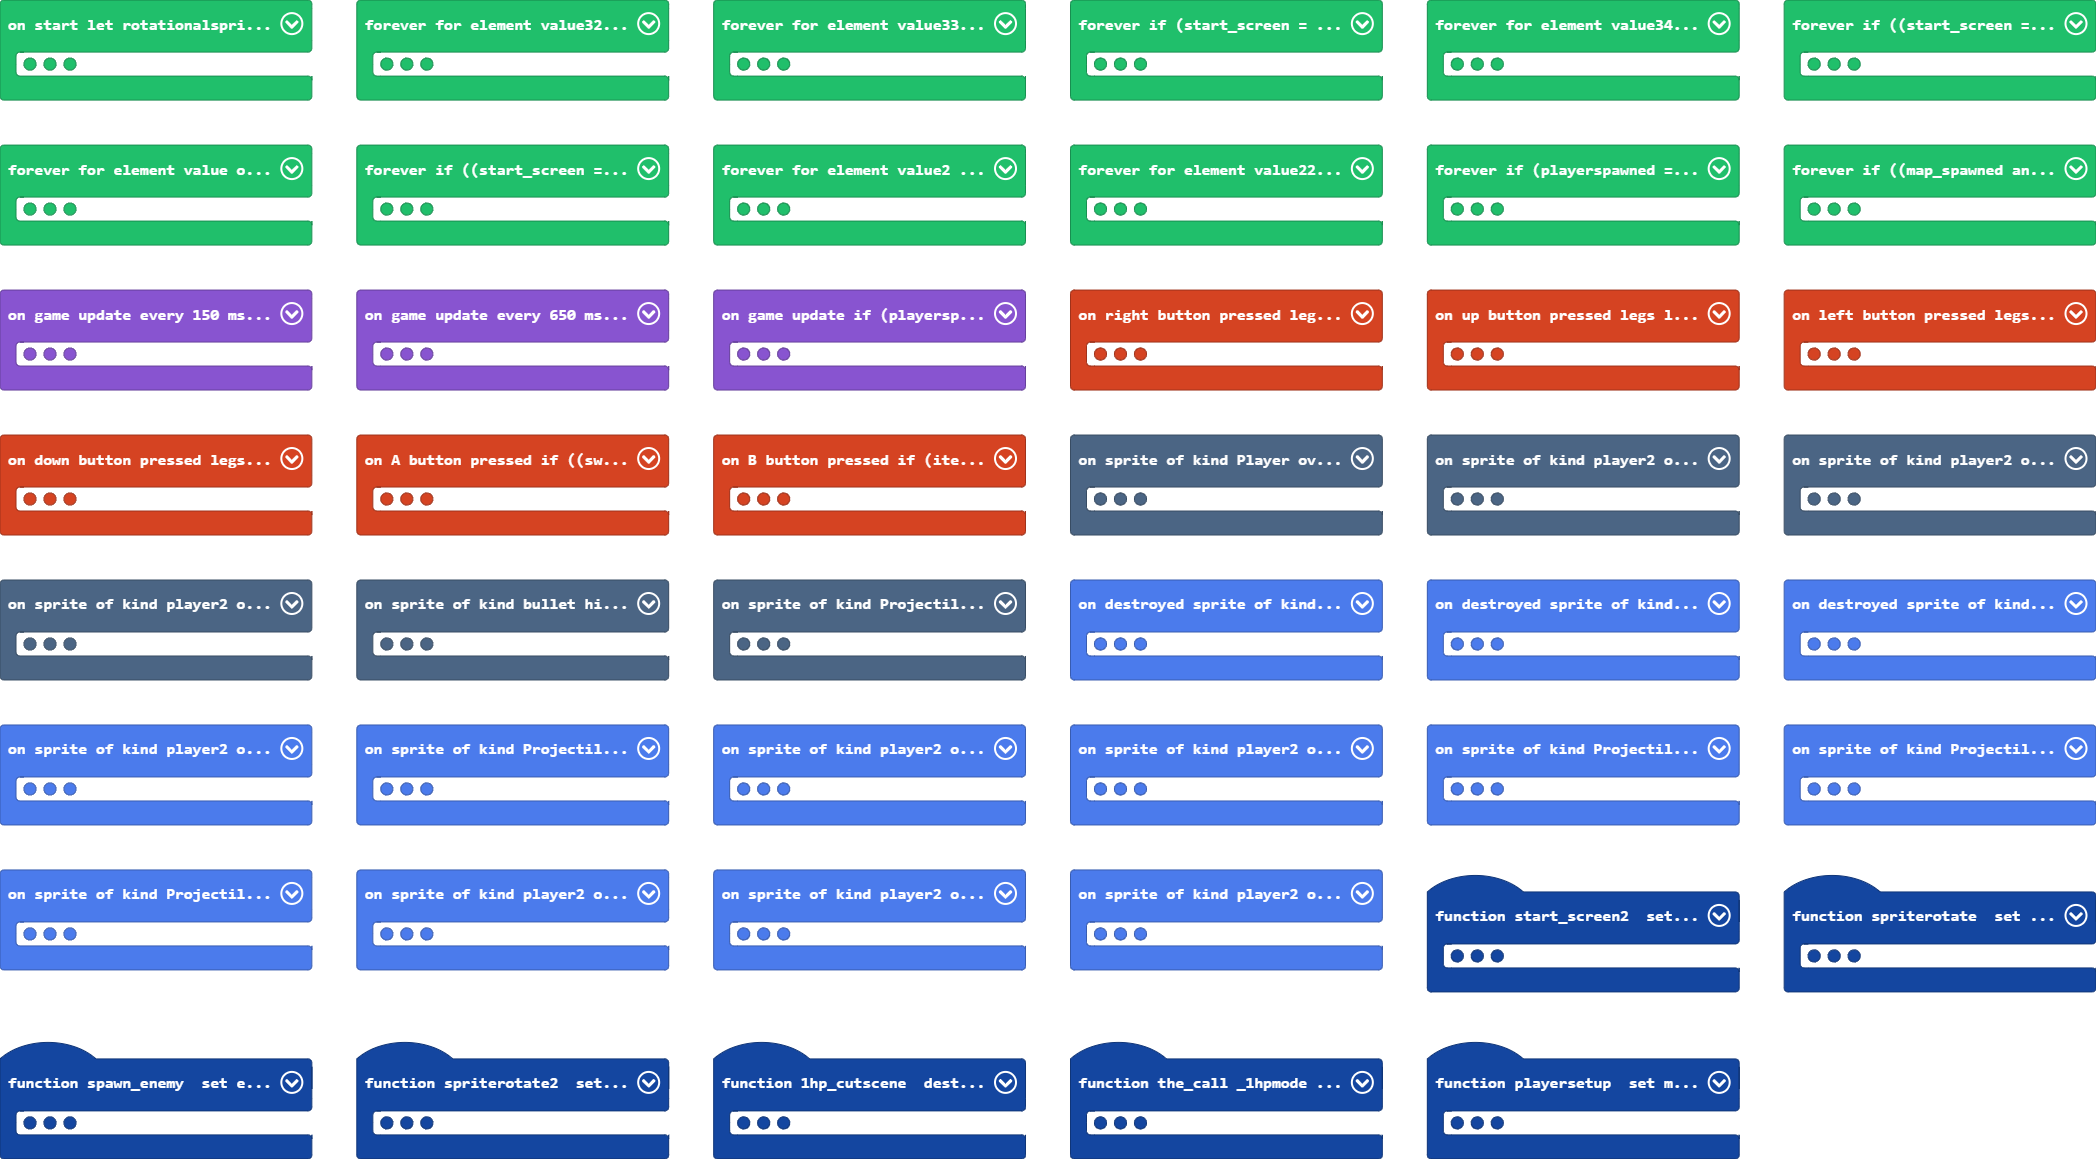 on start let rotationalspri...
forever for element value32...
forever for element value33...
forever if (start_screen = ...
forever for element value34...
forever if ((start_screen =...
forever for element value o...
forever if ((start_screen =...
forever for element value2 ...
forever for element value22...
forever if (playerspawned =...
forever if ((map_spawned an...
on game update every 150 ms...
on game update every 650 ms...
on game update if (playersp...
on right button pressed leg...
on up button pressed legs l...
on left button pressed legs...
on down button pressed legs...
on A button pressed if ((sw...
on B button pressed if (ite...
on sprite of kind Player ov...
on sprite of kind player2 o...
on sprite of kind player2 o...
on sprite of kind player2 o...
on sprite of kind bullet hi...
on sprite of kind Projectil...
on destroyed sprite of kind...
on destroyed sprite of kind...
on destroyed sprite of kind...
on sprite of kind player2 o...
on sprite of kind Projectil...
on sprite of kind player2 o...
on sprite of kind player2 o...
on sprite of kind Projectil...
on sprite of kind Projectil...
on sprite of kind Projectil...
on sprite of kind player2 o...
on sprite of kind player2 o...
on sprite of kind player2 o...
function start_screen2  set...
function spriterotate  set ...
function spawn_enemy  set e...
function spriterotate2  set...
function 1hp_cutscene  dest...
function the_call _1hpmode ...
function playersetup  set m...